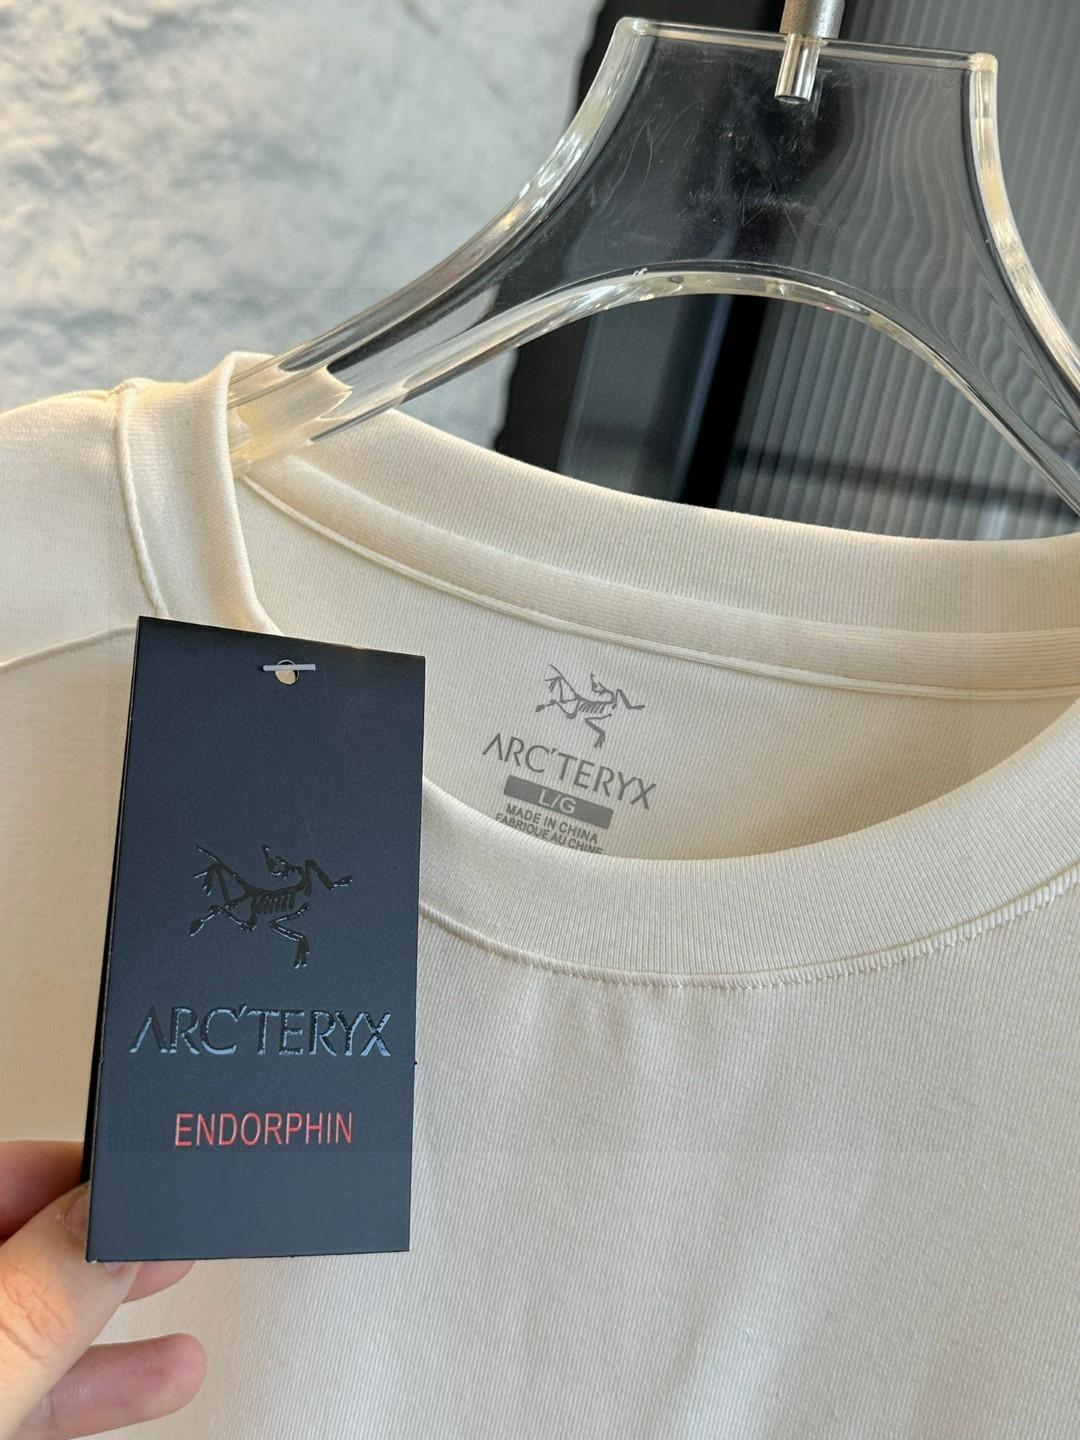 ARC'TERYX
L/G
MADE IN CHINA
FABRIQUE AU CHINE
ARC'TERYX
ENDORPHIN